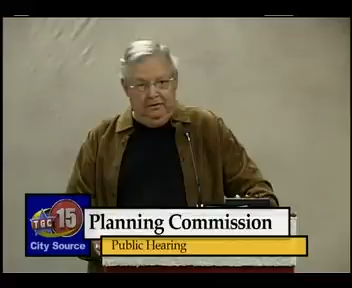 TGC 15
City Source
Planning Commission
Public Hearing